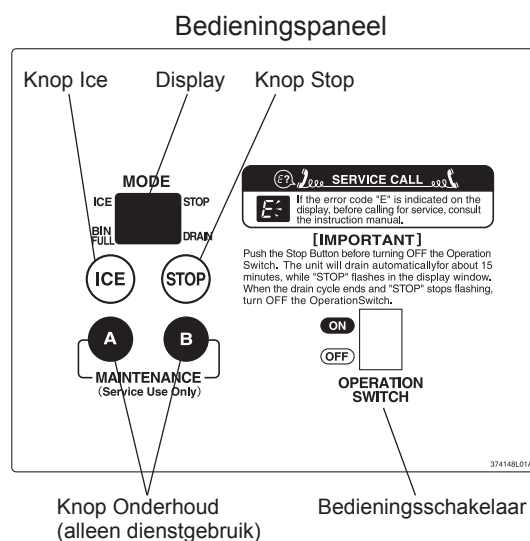 Bedieningspaneel
Knop Ice
Display
Knop Stop
MODE
ICE
STOP
BIN
FULL
DRAIN
ICE
STOP
A
B
MAINTENANCE
(Service Use Only)
E? SERVICE CALL
E
If the error code "E" is indicated on the
display, before calling for service, consult
the instruction manual.
[IMPORTANT]
Push the Stop Button before turning OFF the Operation
Switch. The unit will drain automaticallyfor about 15
minutes, while "STOP" flashes in the display window.
When the drain cycle ends and "STOP" stops flashing,
turn OFF the OperationSwitch.
ON
OFF
OPERATION
SWITCH
374148L01A
Knop Onderhoud
(alleen dienstgebruik)
Bedieningsschakelaar